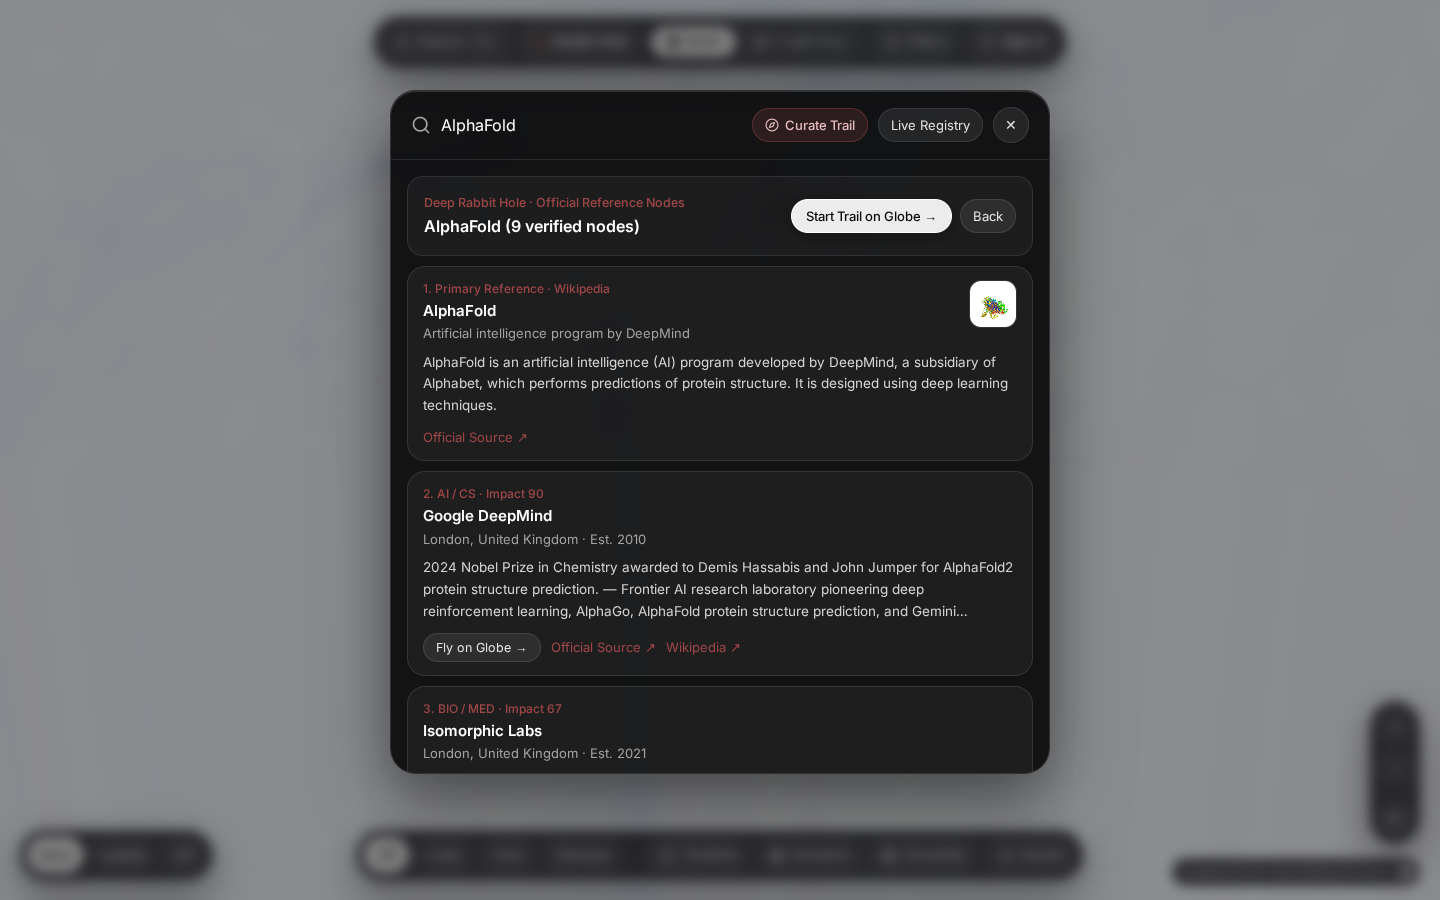 AlphaFold
Curate Trail
Live Registry
Deep Rabbit Hole · Official Reference Nodes
AlphaFold (9 verified nodes)
Start Trail on Globe →
Back
1. Primary Reference · Wikipedia
AlphaFold
Artificial intelligence program by DeepMind
AlphaFold is an artificial intelligence (AI) program developed by DeepMind, a subsidiary of
Alphabet, which performs predictions of protein structure. It is designed using deep learning
techniques.
Official Source ↗
2. AI / CS · Impact 90
Google DeepMind
London, United Kingdom · Est. 2010
2024 Nobel Prize in Chemistry awarded to Demis Hassabis and John Jumper for AlphaFold2
protein structure prediction. — Frontier AI research laboratory pioneering deep
reinforcement learning, AlphaGo, AlphaFold protein structure prediction, and Gemini...
Fly on Globe →
Official Source ↗
Wikipedia ↗
3. BIO / MED · Impact 67
Isomorphic Labs
London, United Kingdom · Est. 2021